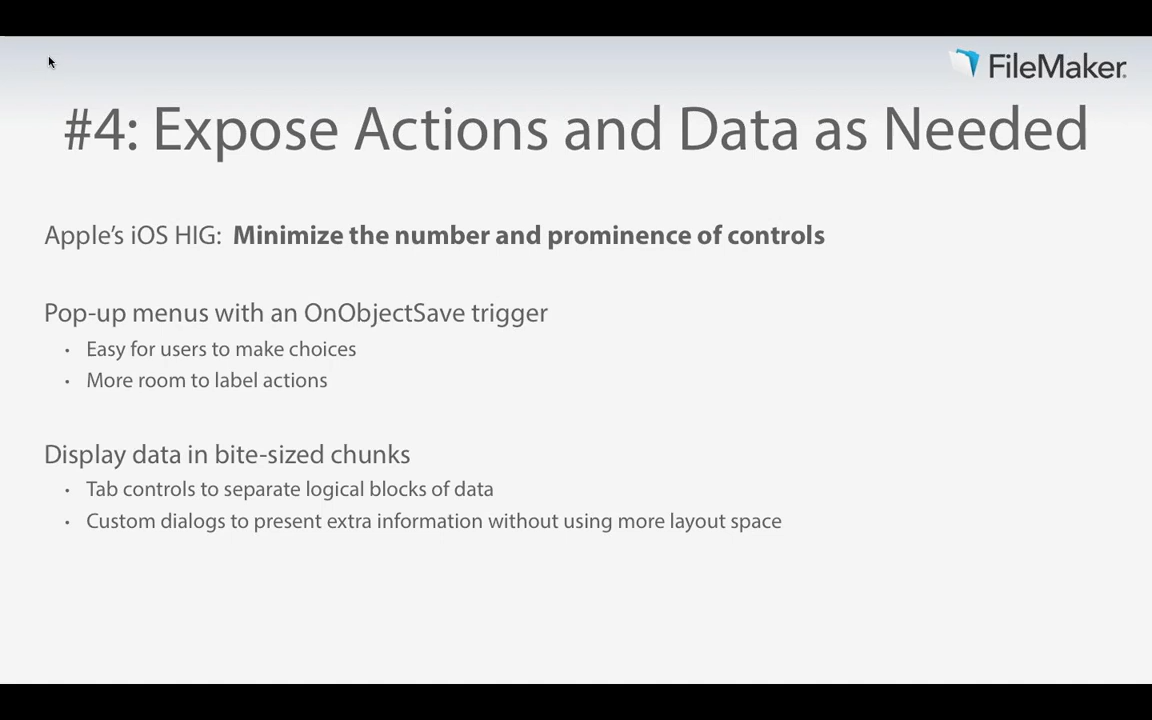 FileMaker.
#4: Expose Actions and Data as Needed
Apple's iOS HIG: Minimize the number and prominence of controls
Pop-up menus with an OnObjectSave trigger
• Easy for users to make choices
• More room to label actions
Display data in bite-sized chunks
• Tab controls to separate logical blocks of data
• Custom dialogs to present extra information without using more layout space